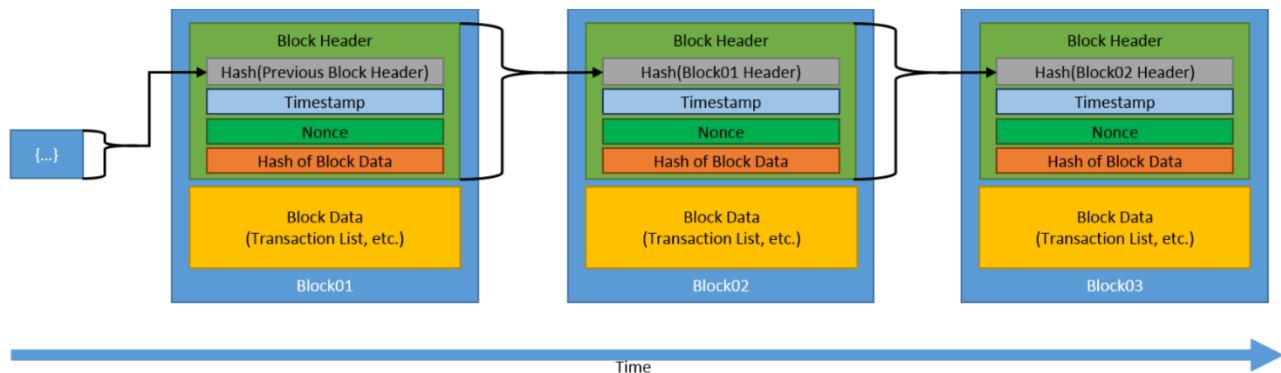 {...}
Block Header
Hash(Previous Block Header)
Timestamp
Nonce
Hash of Block Data
Block Data
(Transaction List, etc.)
Block01
Block Header
Hash(Block01 Header)
Timestamp
Nonce
Hash of Block Data
Block Data
(Transaction List, etc.)
Block02
Block Header
Hash(Block02 Header)
Timestamp
Nonce
Hash of Block Data
Block Data
(Transaction List, etc.)
Block03
Time